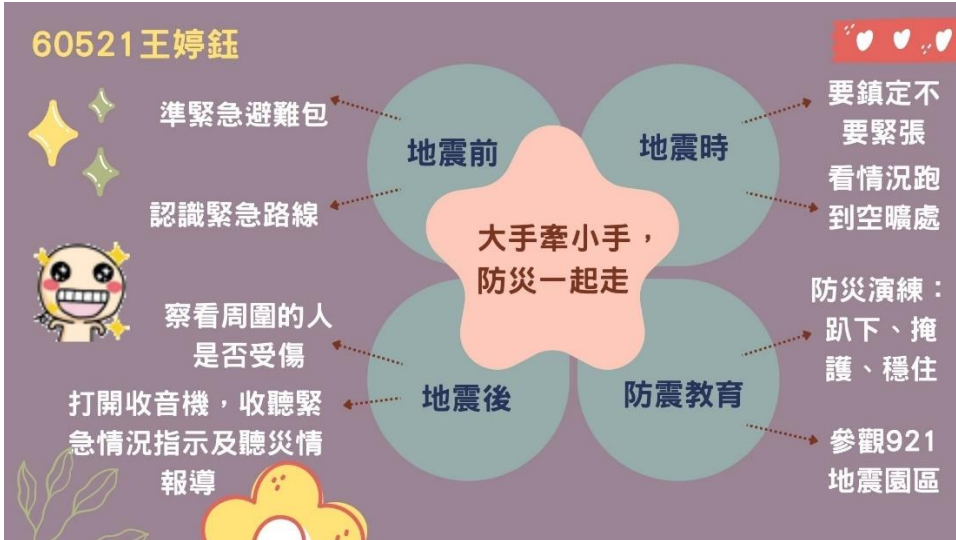 60521王婷鈺
準緊急避難包
認識緊急路線
地震前
地震時
要鎮定不
要緊張
看情況跑
到空曠處
大手牽小手，
防災一起走
察看周圍的人
是否受傷
打開收音機，收聽緊
急情況指示及聽災情
報導
地震後
防震教育
防災演練：
趴下、掩
護、穩住
參觀921
地震園區